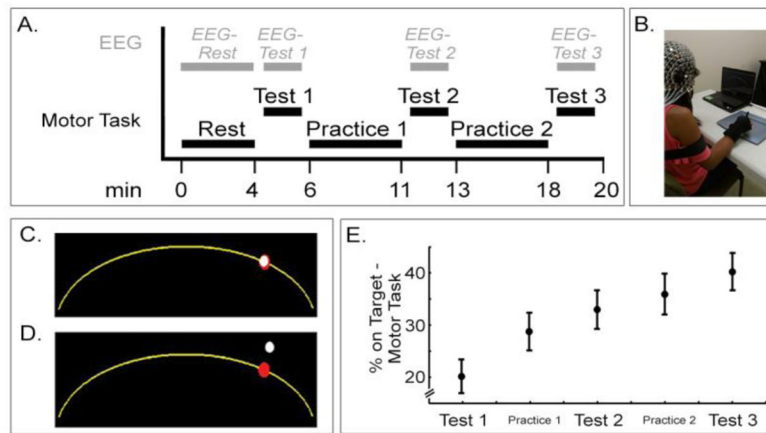 A.
EEG
EEG-
Rest
EEG-
Test 1
EEG-
Test 2
EEG-
Test 3
Motor Task
Test 1
Test 2
Test 3
Rest
Practice 1
Practice 2
min
0
4
6
11
13
18
20
B.
C.
D.
E.
% on Target -
Motor Task
40
30
20
Test 1
Practice 1
Test 2
Practice 2
Test 3